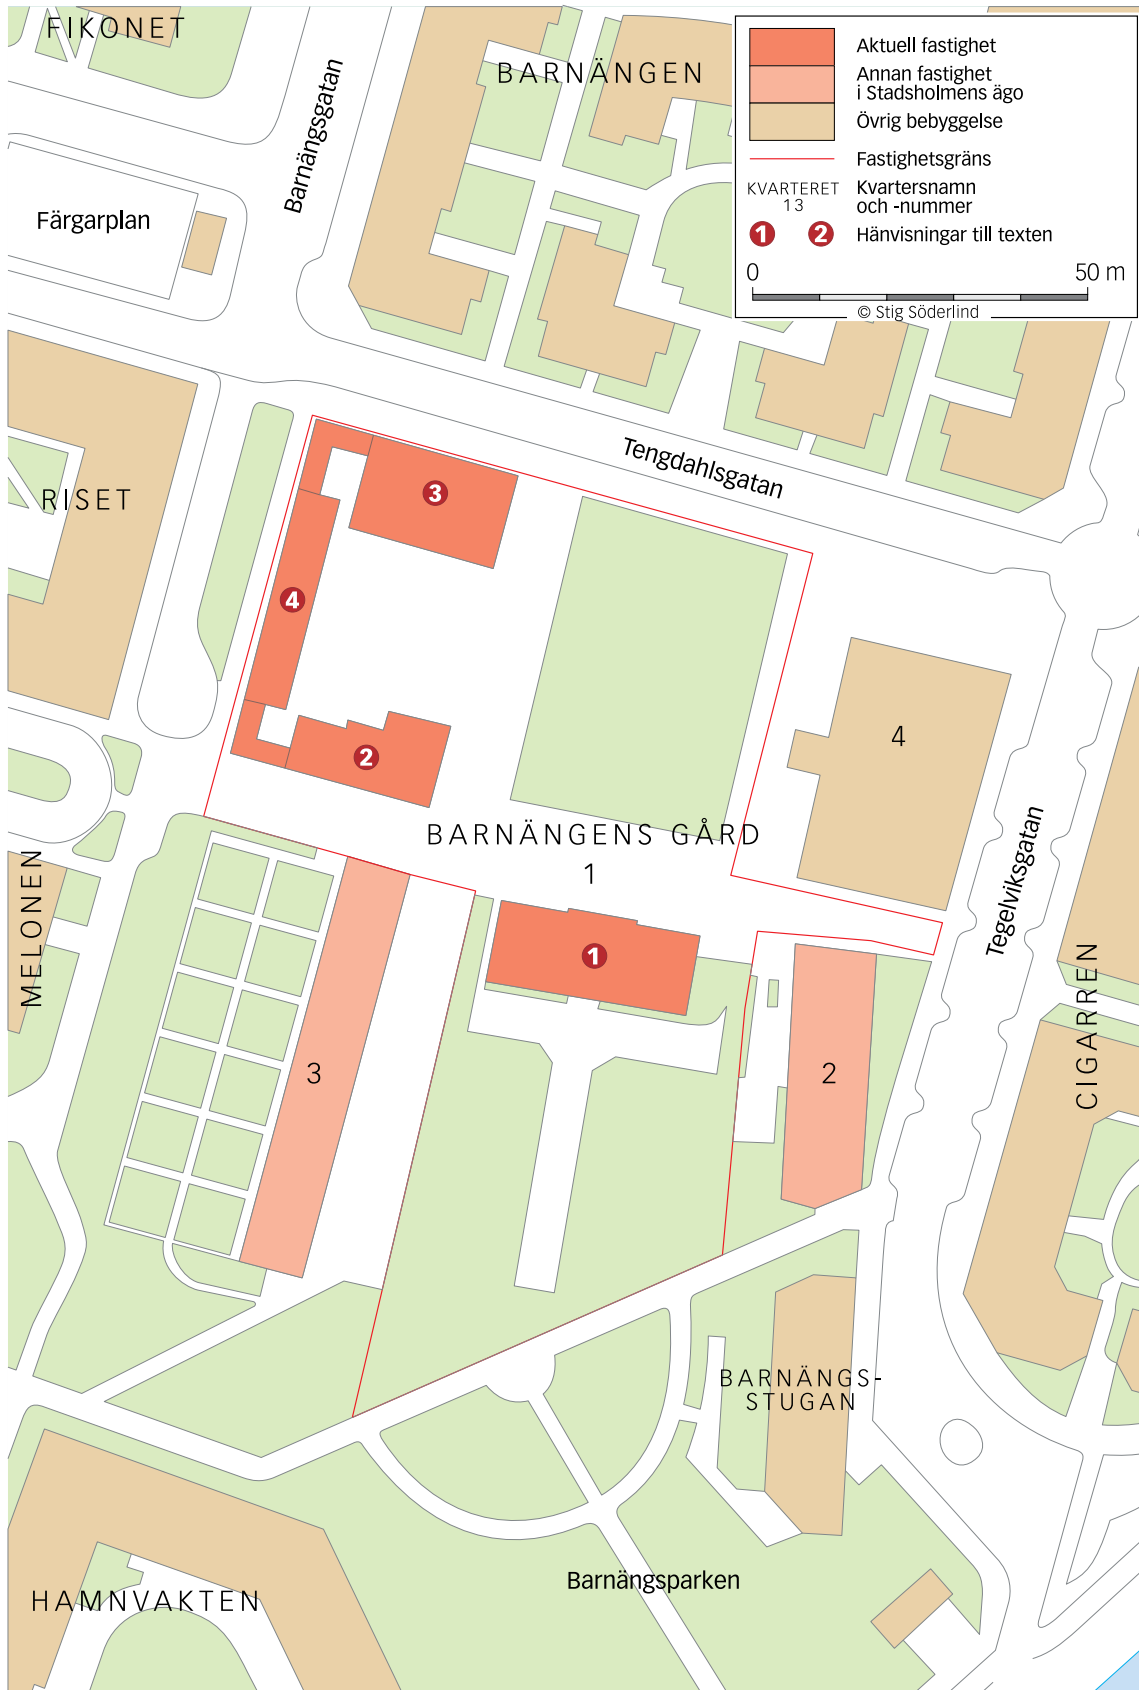 FIKONET
BARNÄNGEN
Barnängsgatan
Färgarplan
Aktuell fastighet
Annan fastighet
i Stadsholmens ägo
Övrig bebyggelse
Fastighetsgräns
KVARTERET
13
Kvartersnamn
och -nummer
1 2
Hänvisningar till texten
0 50 m
© Stig Söderlind
Tengdahlsgatan
RISET
3
4
2
4
BARNÄNGENS GÅRD
1
MELONEN
Tegelviksgatan
1
CIGARREN
3
2
BARNÄNGS-
STUGAN
Barnängsparken
HAMNVAKTEN